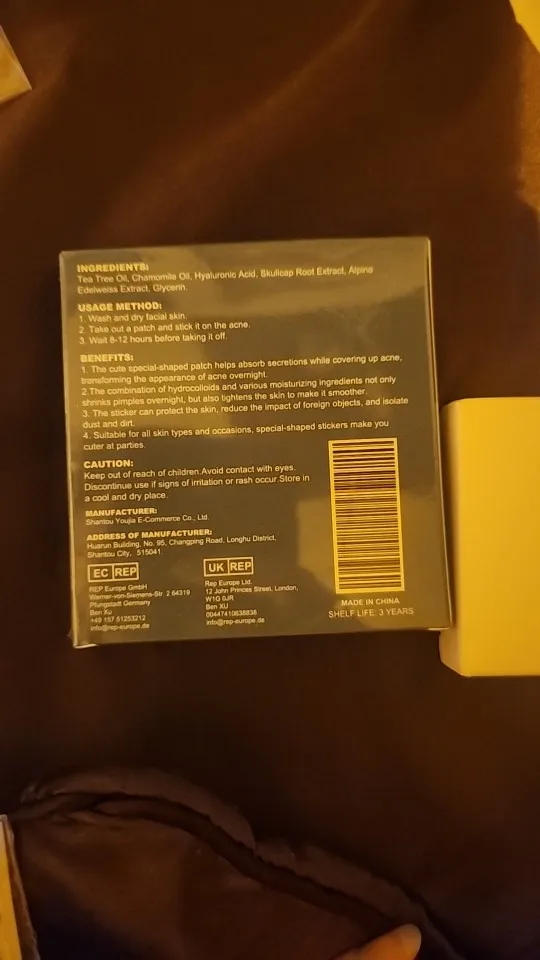 INGREDIENTS:
Tea Tree Oil, Chamomile Oil, Hyaluronic Acid, Skullcap Root Extract, Alpine
Edelweiss Extract, Glycerin.
USAGE METHOD:
1. Wash and dry facial skin.
2. Take out a patch and stick it on the acne.
3. Wait 8-12 hours before taking it off.
BENEFITS:
1. The cute special-shaped patch helps absorb secretions while covering up acne,
transforming the appearance of acne overnight.
2.The combination of hydrocolloids and various moisturizing ingredients not only
shrinks pimples overnight, but also tightens the skin to make it smoother.
3. The sticker can protect the skin, reduce the impact of foreign objects, and isolate
dust and dirt.
4. Suitable for all skin types and occasions, special-shaped stickers make you
cuter at parties.
CAUTION:
Keep out of reach of children.Avoid contact with eyes.
Discontinue use if signs of irritation or rash occur.Store in
a cool and dry place.
MANUFACTURER:
Shantou Youjia E-Commerce Co., Ltd.
ADDRESS OF MANUFACTURER:
Huarun Building, No. 95, Changping Road, Longhu District,
Shantou City, 515041
EC REP
REP Europe GmbH
Werner-von-Siemens-Str 2 64319
Pfungstadt Germany
Ben Xu
+49 157 51253212
info@rep-europe.de
UK REP
Rep Europe Ltd.
12 John Princes Street, London,
W1G 0JR
Ben XU
00447410638838
info@rep-europe.de
MADE IN CHINA
SHELF LIFE: 3 YEARS